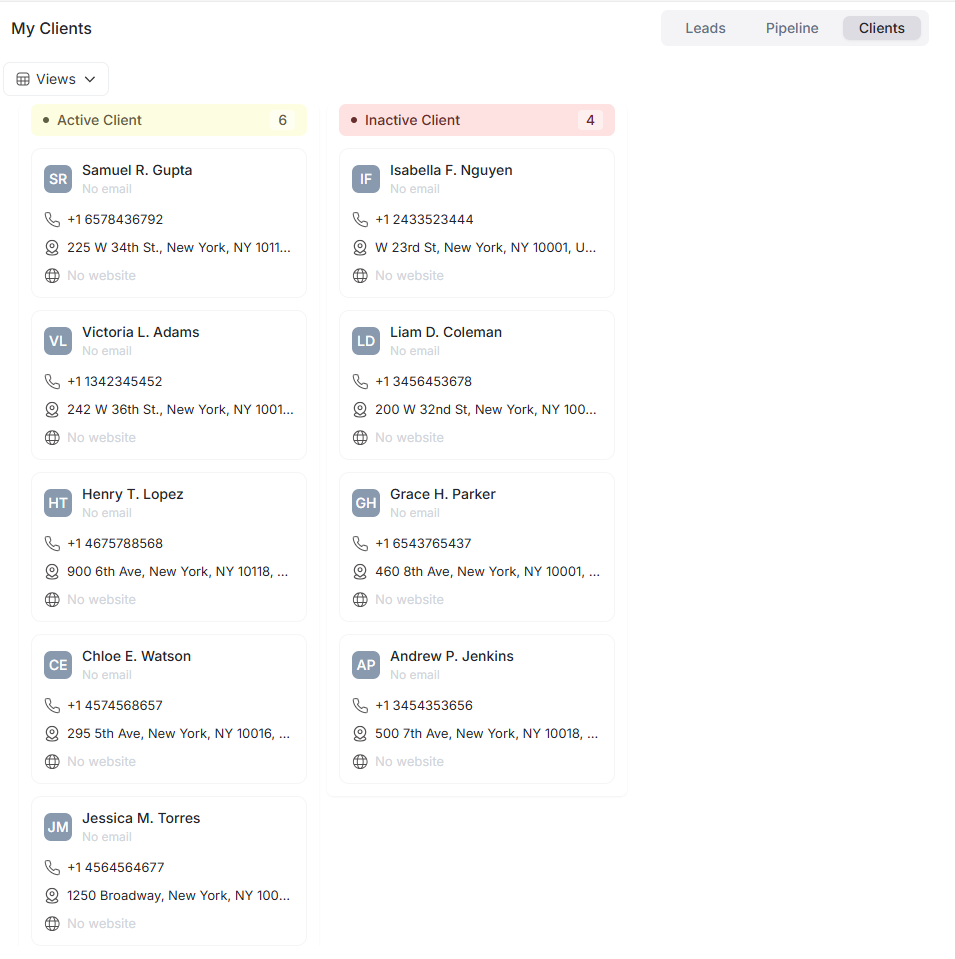 My Clients
Leads
Pipeline
Clients
Views
Active Client
6
SR
Samuel R. Gupta
No email
+1 6578436792
225 W 34th St., New York, NY 1011...
No website
VL
Victoria L. Adams
No email
+1 1342345452
242 W 36th St., New York, NY 1001...
No website
HT
Henry T. Lopez
No email
+1 4675788568
900 6th Ave, New York, NY 10118, ...
No website
CE
Chloe E. Watson
No email
+1 4574568657
295 5th Ave, New York, NY 10016, ...
No website
JM
Jessica M. Torres
No email
+1 4564564677
1250 Broadway, New York, NY 100...
No website
Inactive Client
4
IF
Isabella F. Nguyen
No email
+1 2433523444
W 23rd St, New York, NY 10001, U...
No website
LD
Liam D. Coleman
No email
+1 3456453678
200 W 32nd St, New York, NY 100...
No website
GH
Grace H. Parker
No email
+1 6543765437
460 8th Ave, New York, NY 10001, ...
No website
AP
Andrew P. Jenkins
No email
+1 3454353656
500 7th Ave, New York, NY 10018, ...
No website